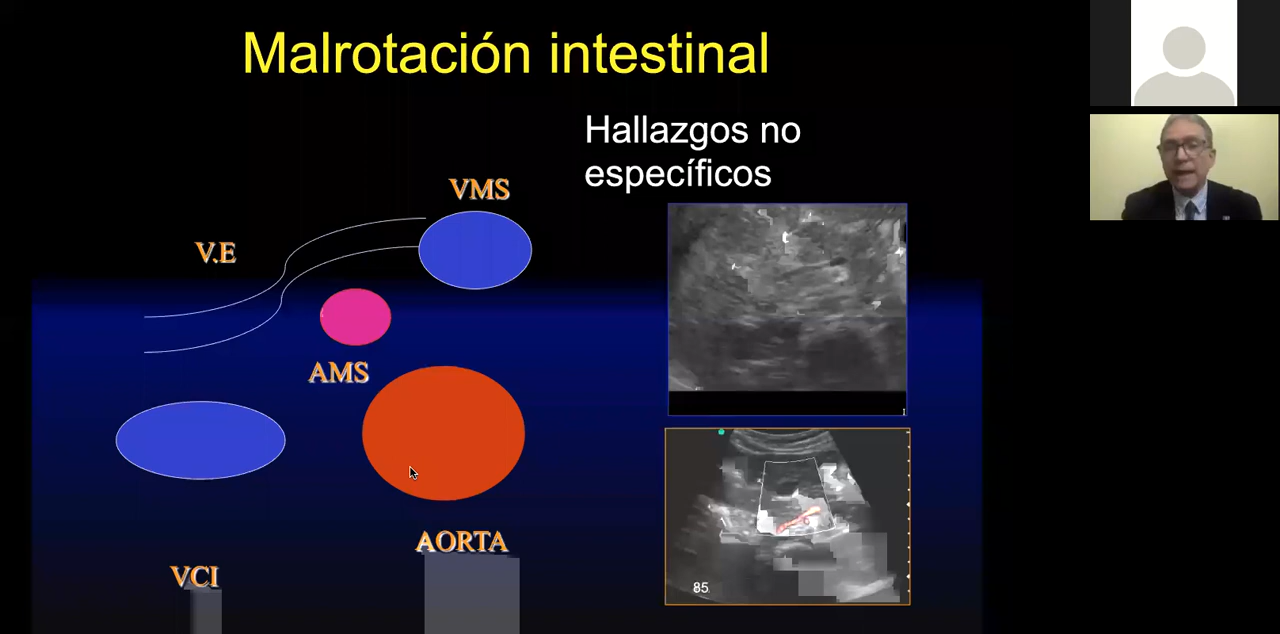 Malrotación intestinal
Hallazgos no
específicos
VMS
V.E
AMS
AORTA
VCI
85